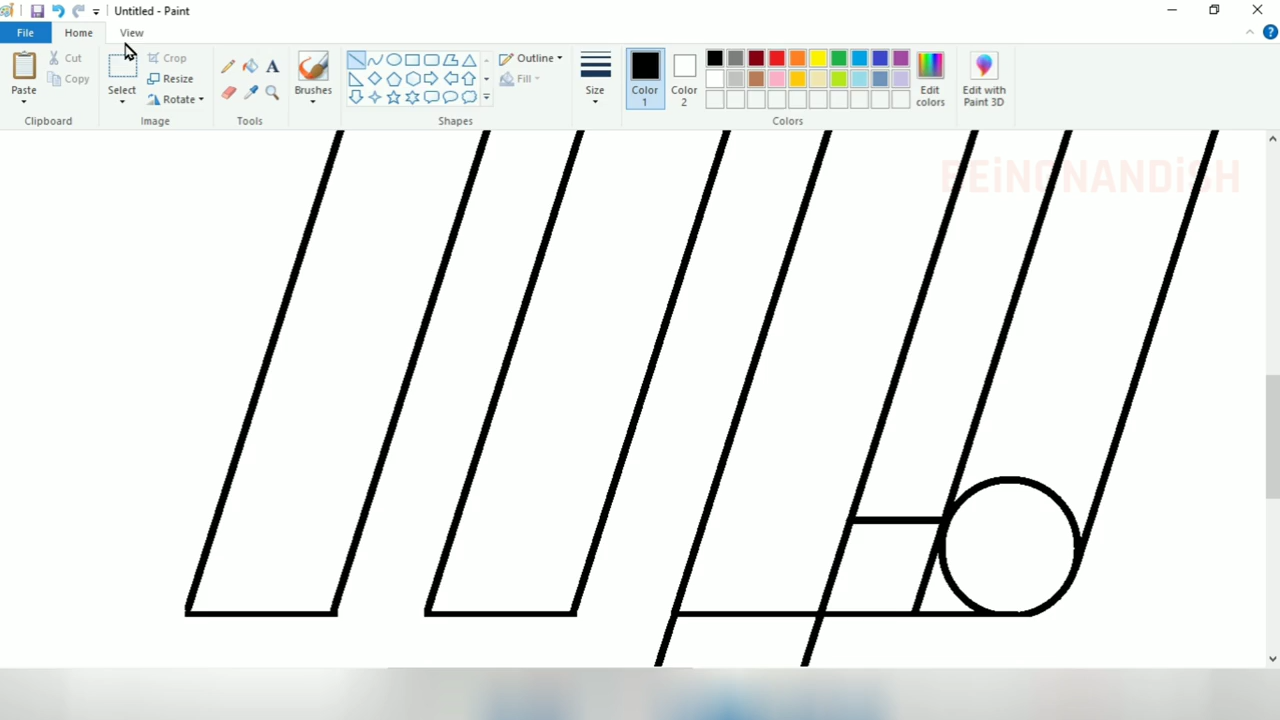 Untitled - Paint
File Home View
Paste
Cut
Copy
Clipboard
Select
Crop
Resize
Rotate
Image
A
Tools
Brushes
Outline
Fill
Shapes
Size
Color 1
Color 2
Edit colors
Colors
Edit with Paint 3D
?
BEiNGNANDiSH